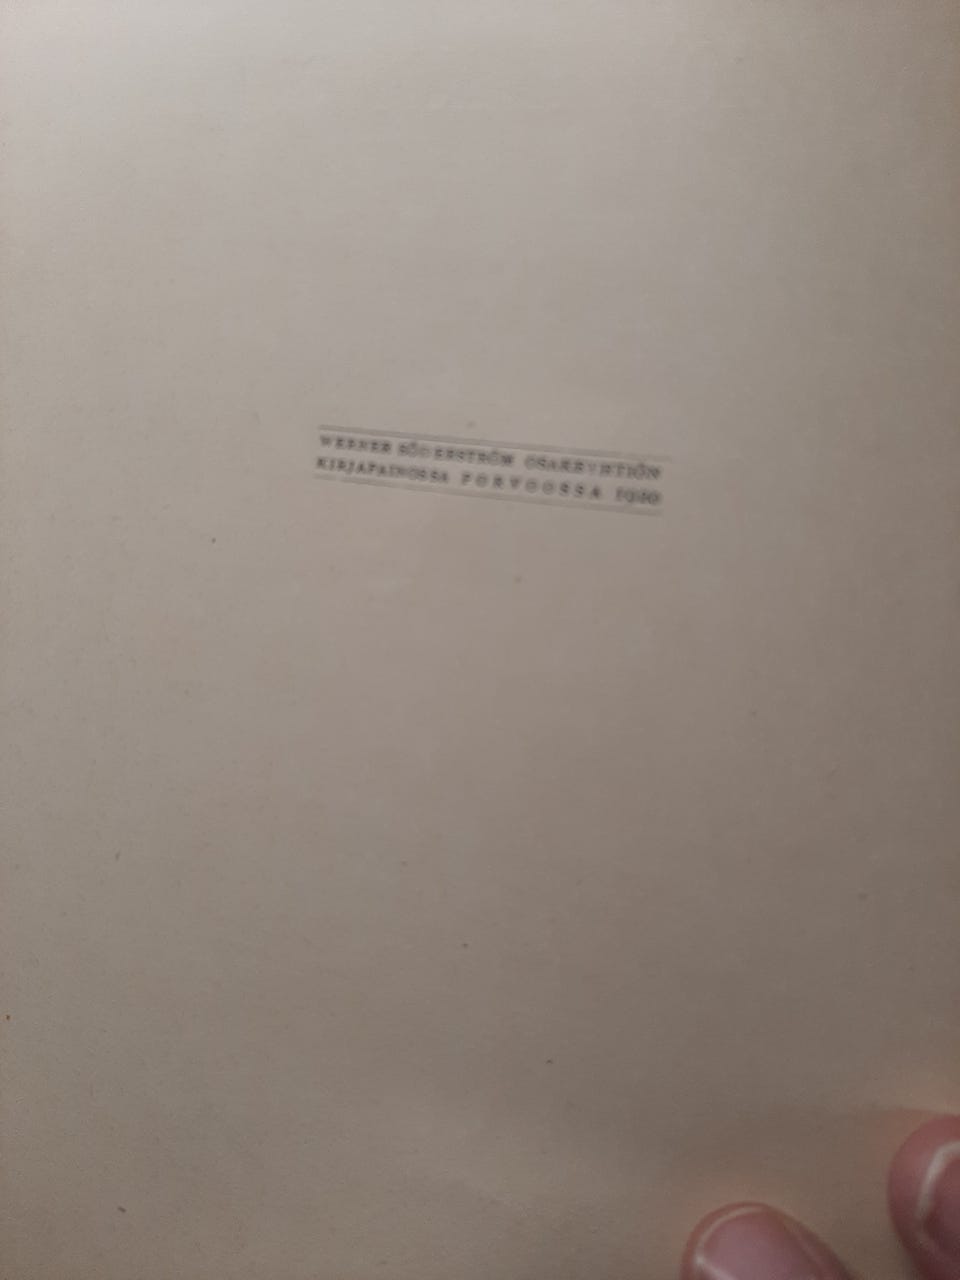 WERNER SÖDERSTRÖM OSAKEYHTIÖN
KIRJAPAINOSSA PORVOOSSA